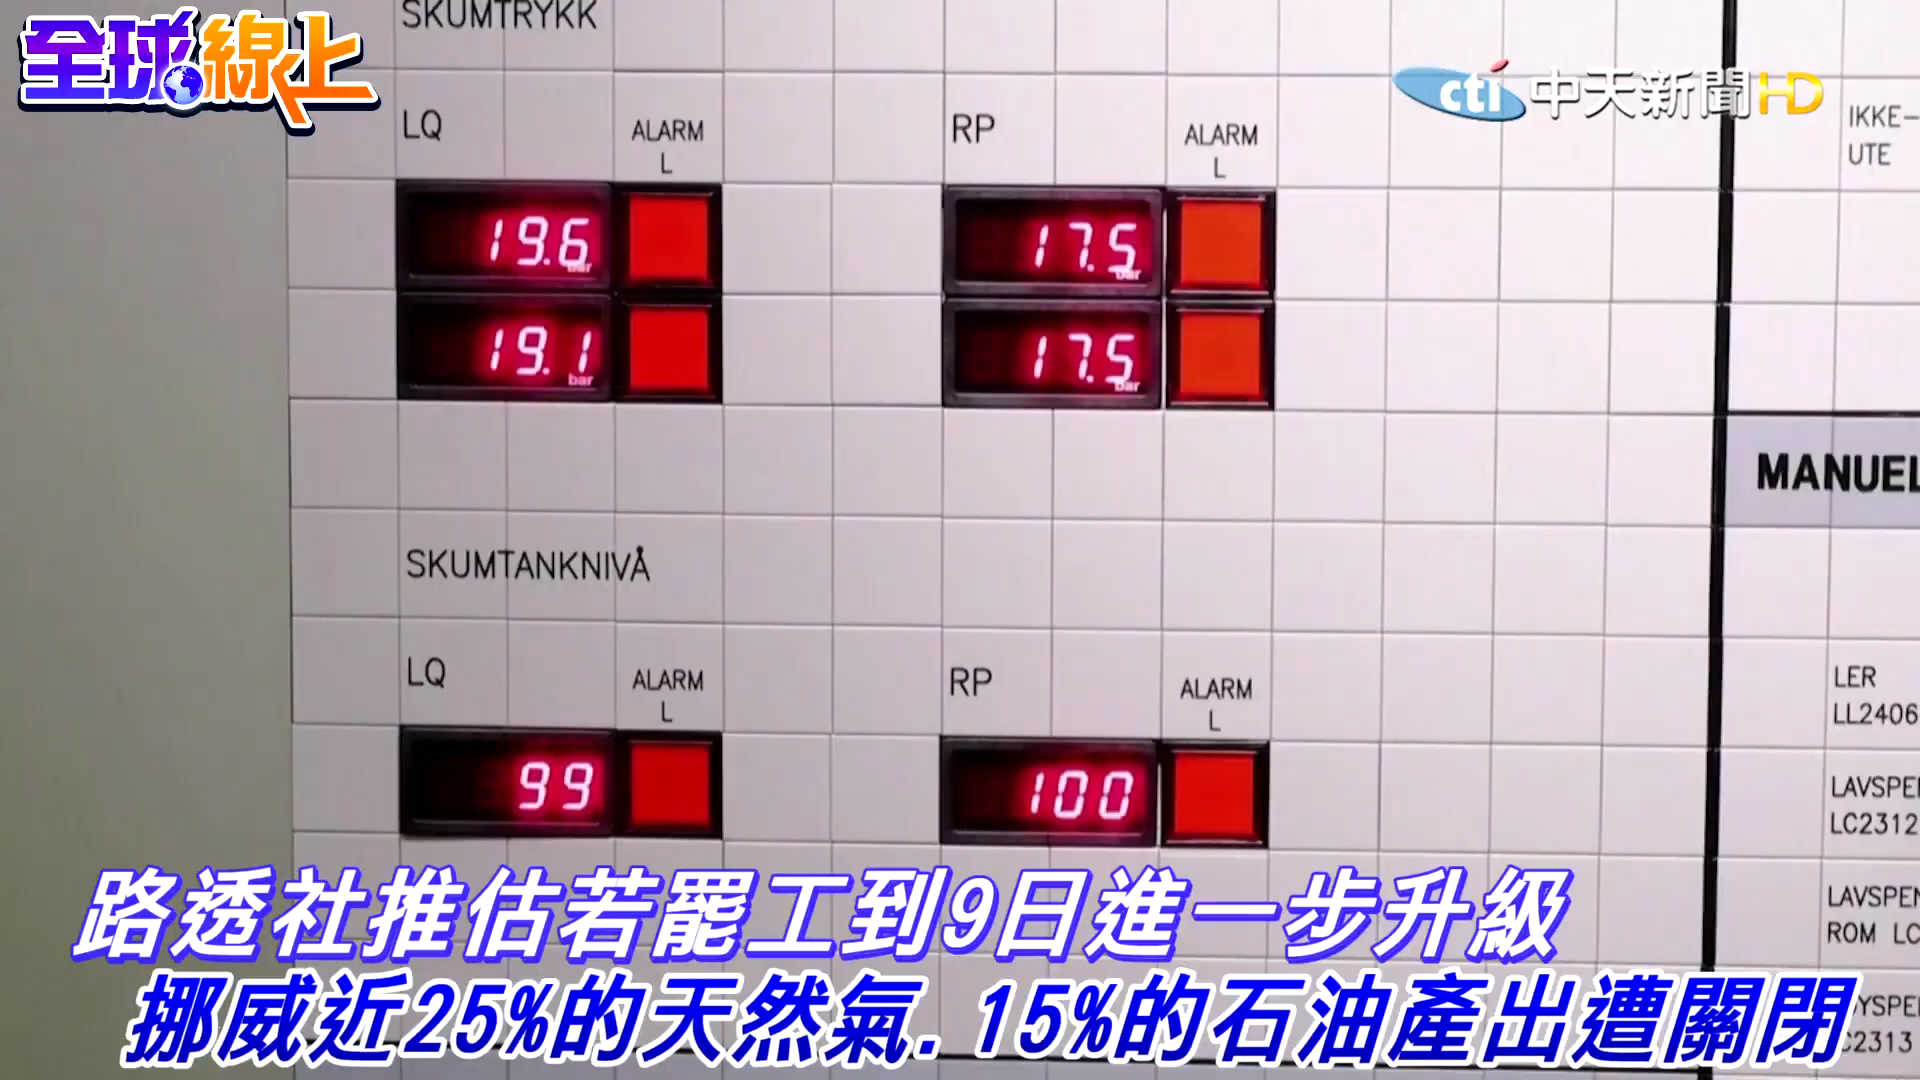 全球線上
cti 中天新聞HD
SKUMTRYKK
LQ
ALARM
L
RP
ALARM
L
19.6
bar
17.5
bar
19.1
bar
17.5
bar
SKUMTANKNIVÅ
LQ
ALARM
L
RP
ALARM
L
99
100
IKKE-
UTE
MANUEL
LER
LL2406
LAVSPEN
LC2312
LAVSPEN
ROM LC
C2313
路透社推估若罷工到9日進一步升級
挪威近25%的天然氣.15%的石油產出遭關閉